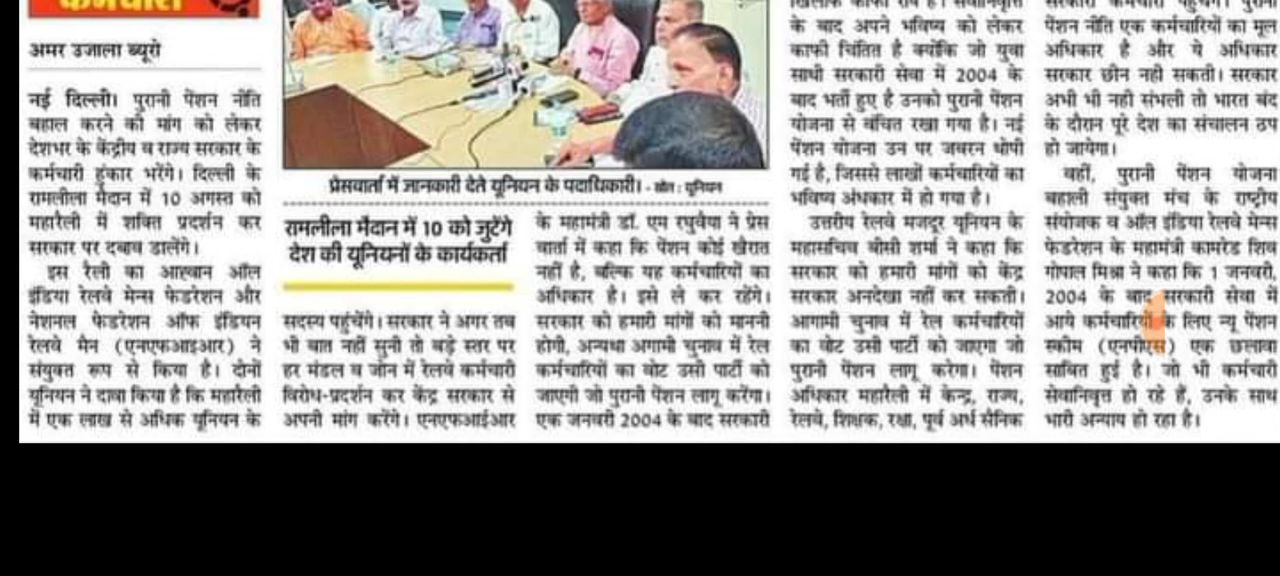 कर्मचारी
अमर उजाला ब्यूरो
नई दिल्ली। पुरानी पेंशन नीति
बहाल करने की मांग को लेकर
देशभर के केंद्रीय व राज्य सरकार के
कर्मचारी हुंकार भरेंगे। दिल्ली के
रामलीला मैदान में 10 अगस्त को
महारैली में शक्ति प्रदर्शन कर
सरकार पर दबाव डालेंगे।
इस रैली का आह्वान ऑल
इंडिया रेलवे मेन्स फेडरेशन और
नेशनल फेडरेशन ऑफ इंडियन
रेलवे मैन (एनएफआइआर) ने
संयुक्त रूप से किया है। दोनों
यूनियन ने दावा किया है कि महारैली
में एक लाख से अधिक यूनियन के
प्रेसवार्ता में जानकारी देते यूनियन के पदाधिकारी। - स्रोत : यूनियन
रामलीला मैदान में 10 को जुटेंगे
देश की यूनियनों के कार्यकर्ता
सदस्य पहुंचेंगे। सरकार ने अगर तब
भी बात नहीं सुनी तो बड़े स्तर पर
हर मंडल व जोन में रेलवे कर्मचारी
विरोध-प्रदर्शन कर केंद्र सरकार से
अपनी मांग करेंगे। एनएफआईआर
के महामंत्री डॉ. एम रघुवैया ने प्रेस
वार्ता में कहा कि पेंशन कोई खैरात
नहीं है, बल्कि यह कर्मचारियों का
अधिकार है। इसे ले कर रहेंगे।
सरकार को हमारी मांगों को माननी
होगी, अन्यथा अगामी चुनाव में रेल
कर्मचारियों का वोट उसी पार्टी को
जाएगी जो पुरानी पेंशन लागू करेगा।
एक जनवरी 2004 के बाद सरकारी
के बाद अपने भविष्य को लेकर
काफी चिंतित है क्योंकि जो युवा
साथी सरकारी सेवा में 2004 के
बाद भर्ती हुए है उनको पुरानी पेंशन
योजना से वंचित रखा गया है। नई
पेंशन योजना उन पर जबरन थोपी
गई है, जिससे लाखों कर्मचारियों का
भविष्य अंधकार में हो गया है।
उत्तरीय रेलवे मजदूर यूनियन के
महासचिव बीसी शर्मा ने कहा कि
सरकार को हमारी मांगों को केंद्र
सरकार अनदेखा नहीं कर सकती।
आगामी चुनाव में रेल कर्मचारियों
का वोट उसी पार्टी को जाएगा जो
पुरानी पेंशन लागू करेगा। पेंशन
अधिकार महारैली में केन्द्र, राज्य,
रेलवे, शिक्षक, रक्षा, पूर्व अर्ध सैनिक
सरकारी कर्मचारी पहुंचेंगे। पुरानी
पेंशन नीति एक कर्मचारियों का मूल
अधिकार है और ये अधिकार
सरकार छीन नही सकती। सरकार
अभी भी नही संभली तो भारत बंद
के दौरान पूरे देश का संचालन ठप
हो जायेगा।
वहीं, पुरानी पेंशन योजना
बहाली संयुक्त मंच के राष्ट्रीय
संयोजक व ऑल इंडिया रेलवे मेन्स
फेडरेशन के महामंत्री कामरेड शिव
गोपाल मिश्रा ने कहा कि 1 जनवरी,
2004 के बाद सरकारी सेवा में
आये कर्मचारियों के लिए न्यू पेंशन
स्कीम (एनपीएस) एक छलावा
साबित हुई है। जो भी कर्मचारी
सेवानिवृत्त हो रहे हैं, उनके साथ
भारी अन्याय हो रहा है।